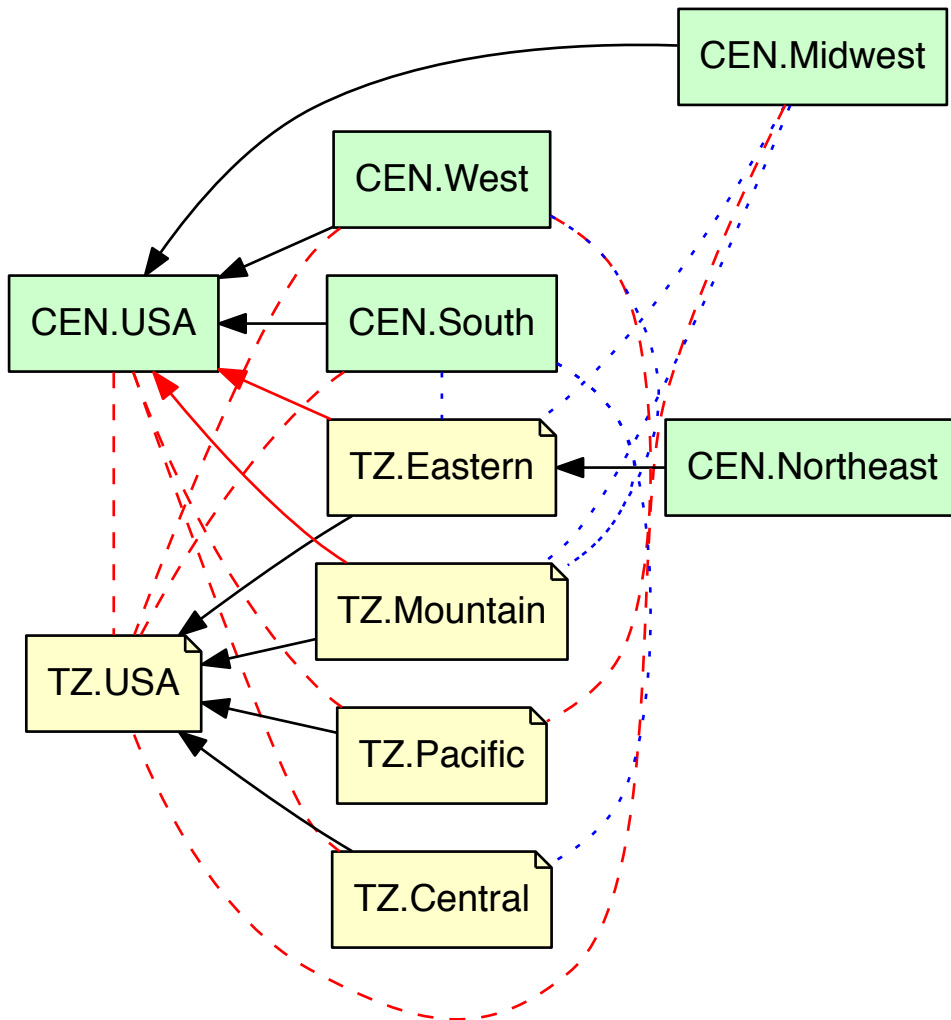 CEN.Midwest
CEN.West
CEN.USA
CEN.South
TZ.Eastern
CEN.Northeast
TZ.Mountain
TZ.USA
TZ.Pacific
TZ.Central